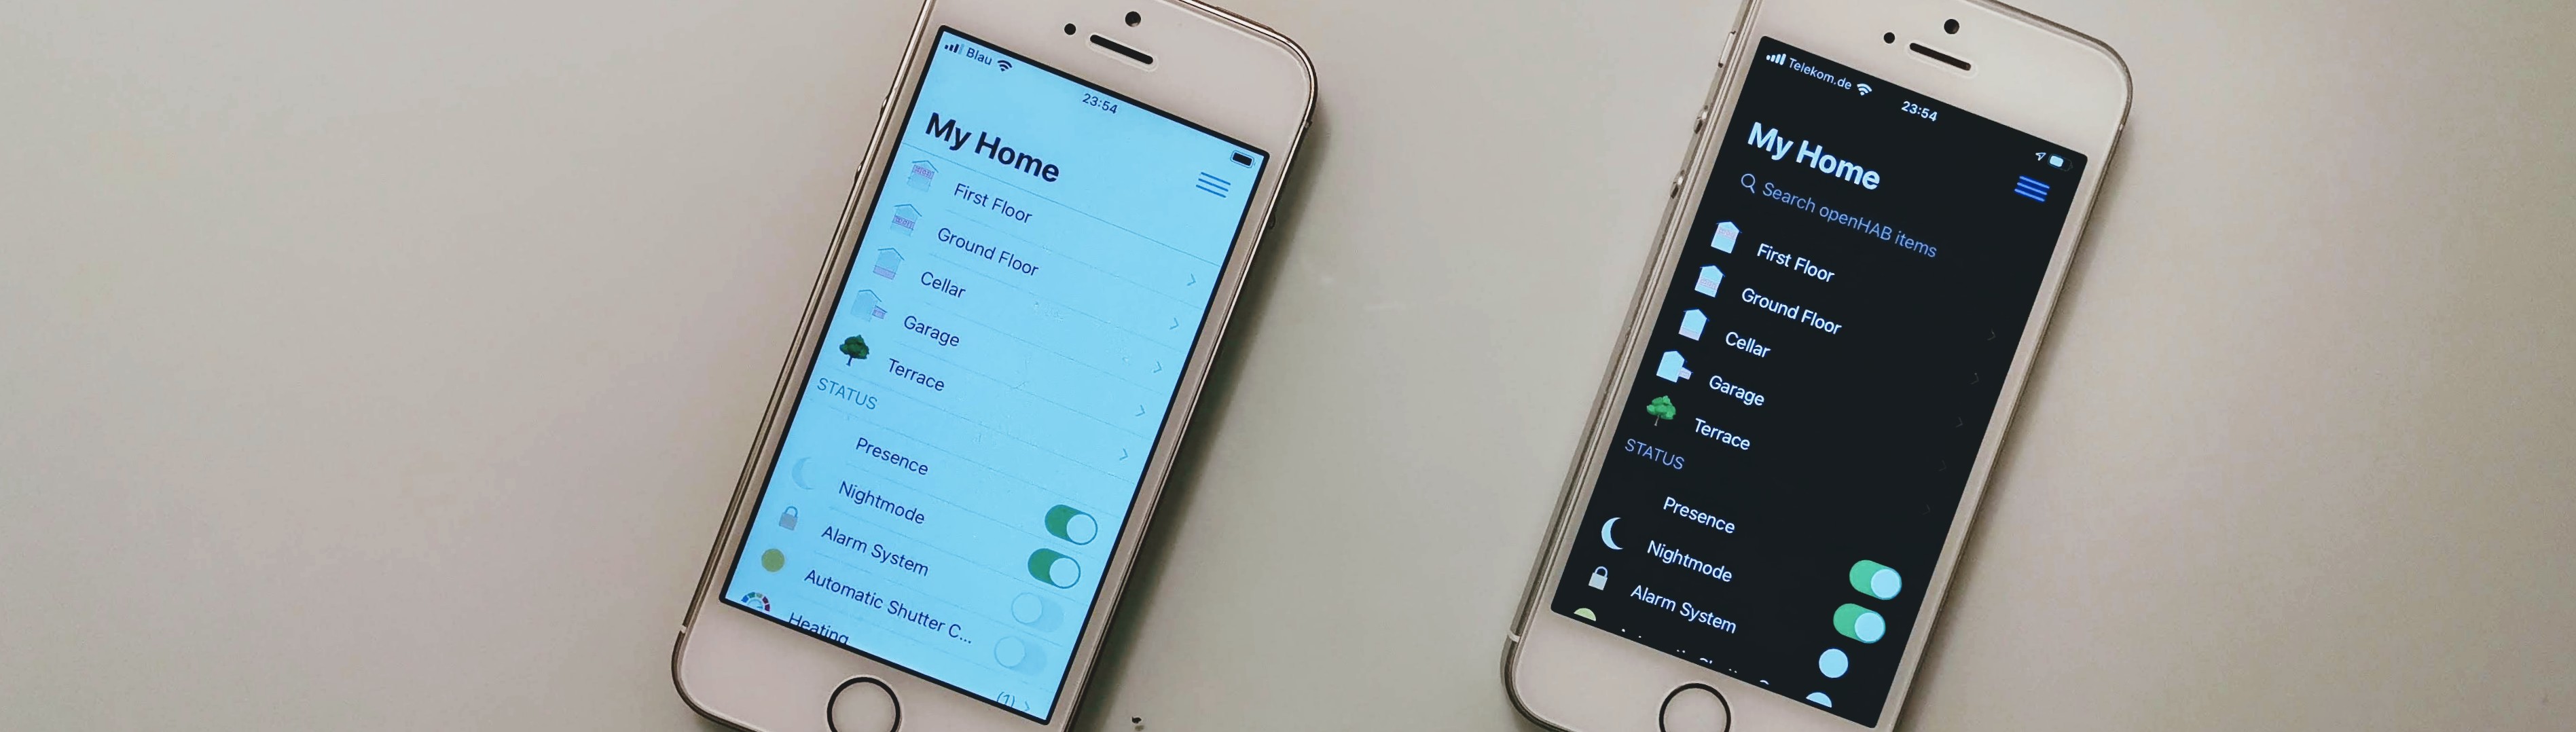 Blau
23:54
My Home
First Floor
Ground Floor
Cellar
Garage
Terrace
STATUS
Presence
Nightmode
Alarm System
Automatic Shutter C...
Heating
(1)
Telekom.de
23:54
My Home
Search openHAB items
First Floor
Ground Floor
Cellar
Garage
Terrace
STATUS
Presence
Nightmode
Alarm System